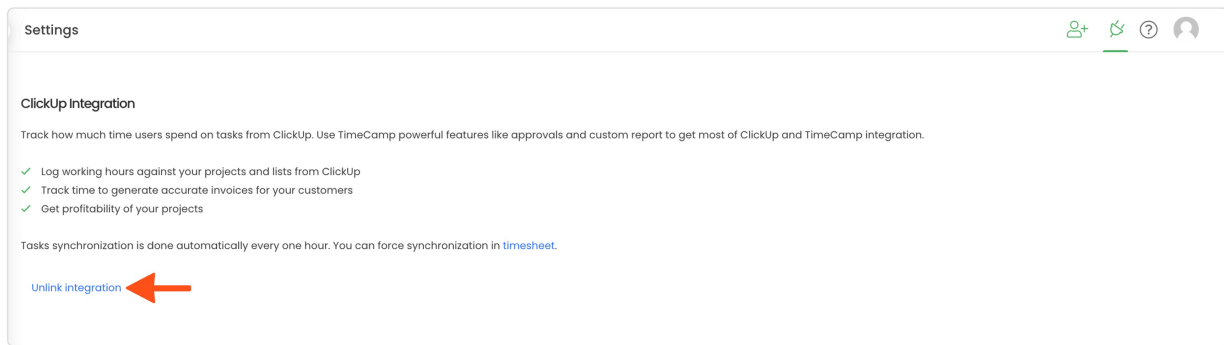 Settings
ClickUp Integration
Track how much time users spend on tasks from ClickUp. Use TimeCamp powerful features like approvals and custom report to get most of ClickUp and TimeCamp integration.
Log working hours against your projects and lists from ClickUp
Track time to generate accurate invoices for your customers
Get profitability of your projects
Tasks synchronization is done automatically every one hour. You can force synchronization in timesheet.
Unlink integration